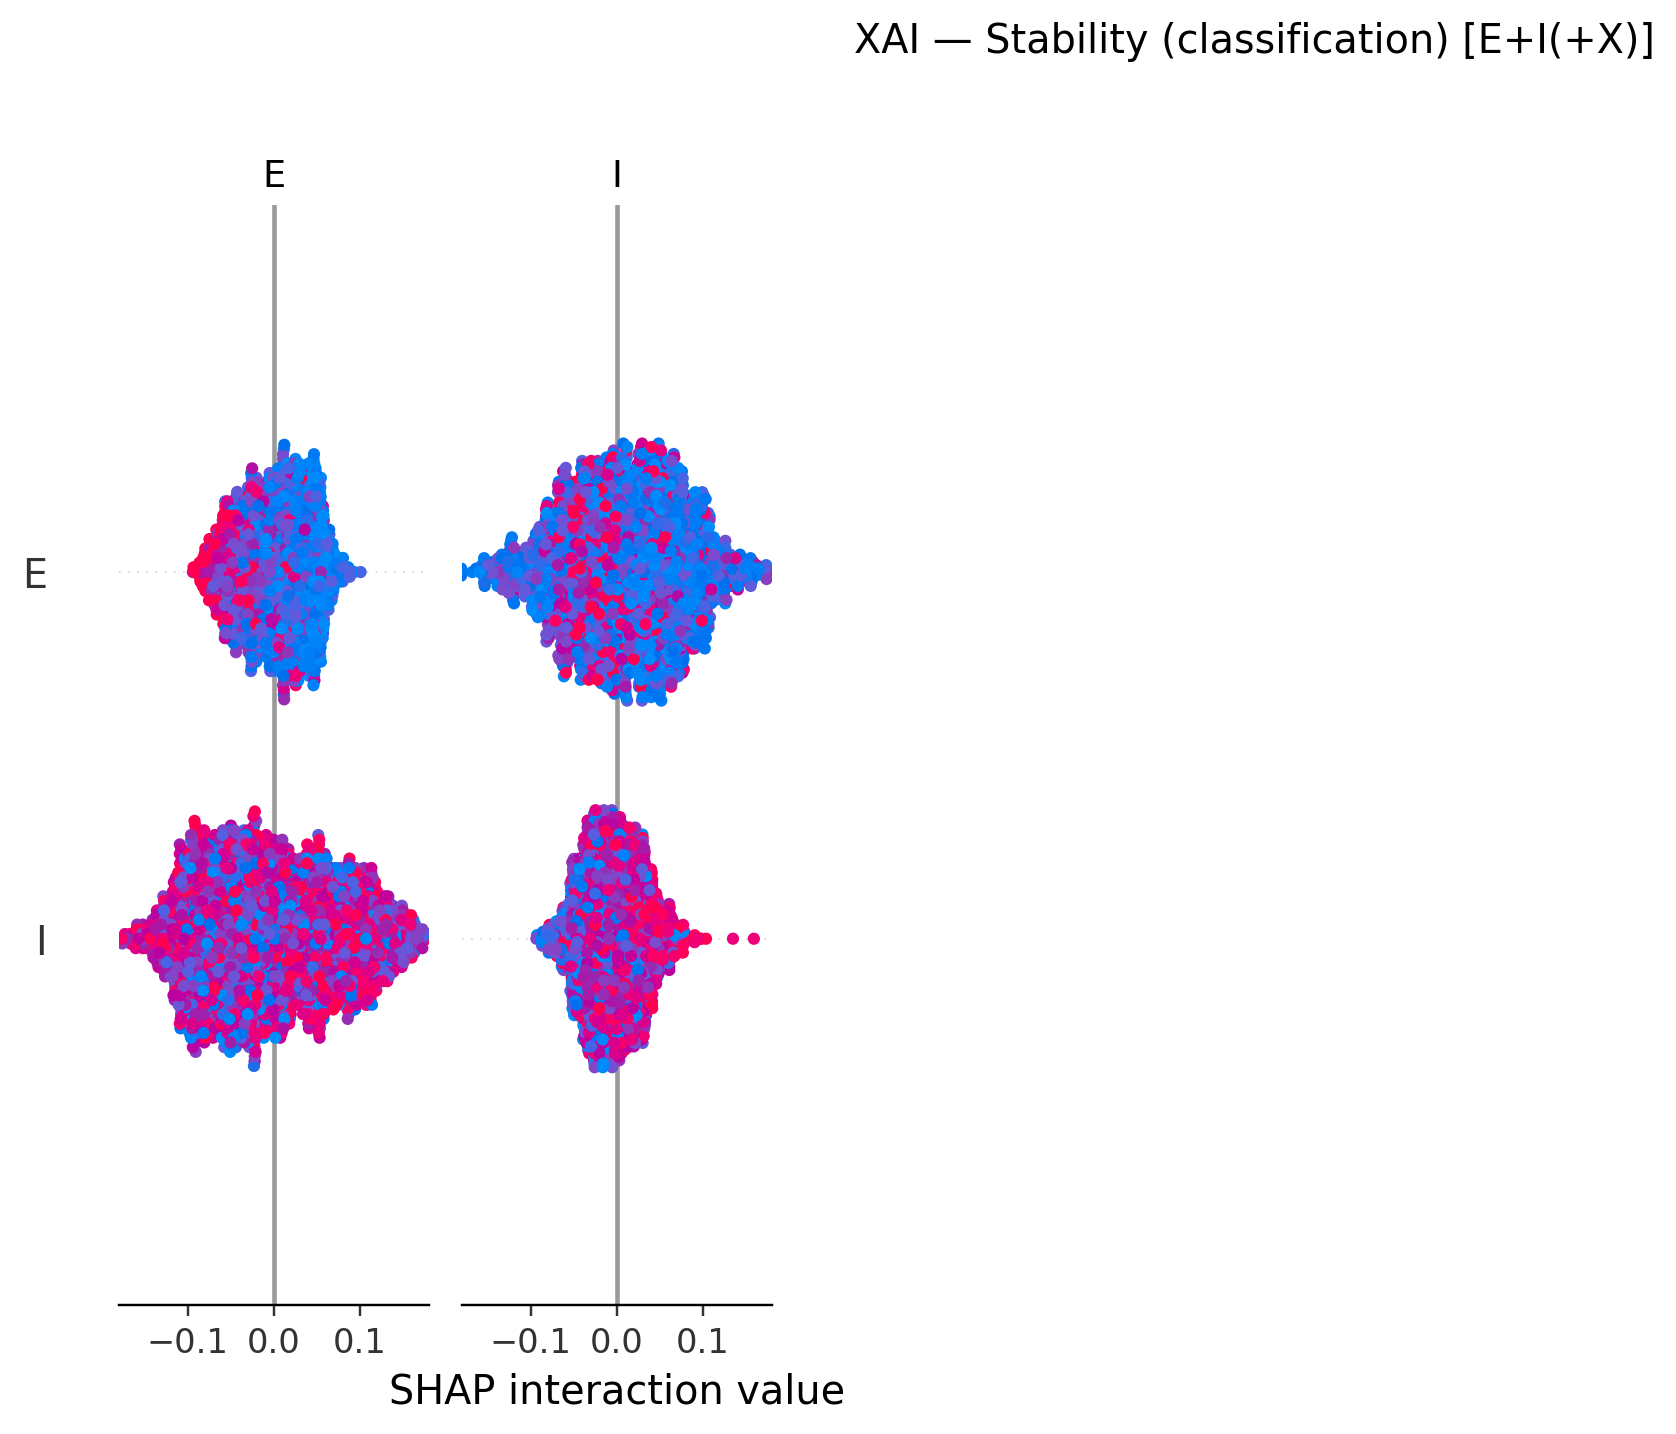 XAI — Stability (classification) [E+I(+X)]
E I
E
I
−0.1 0.0 0.1 −0.1 0.0 0.1
SHAP interaction value